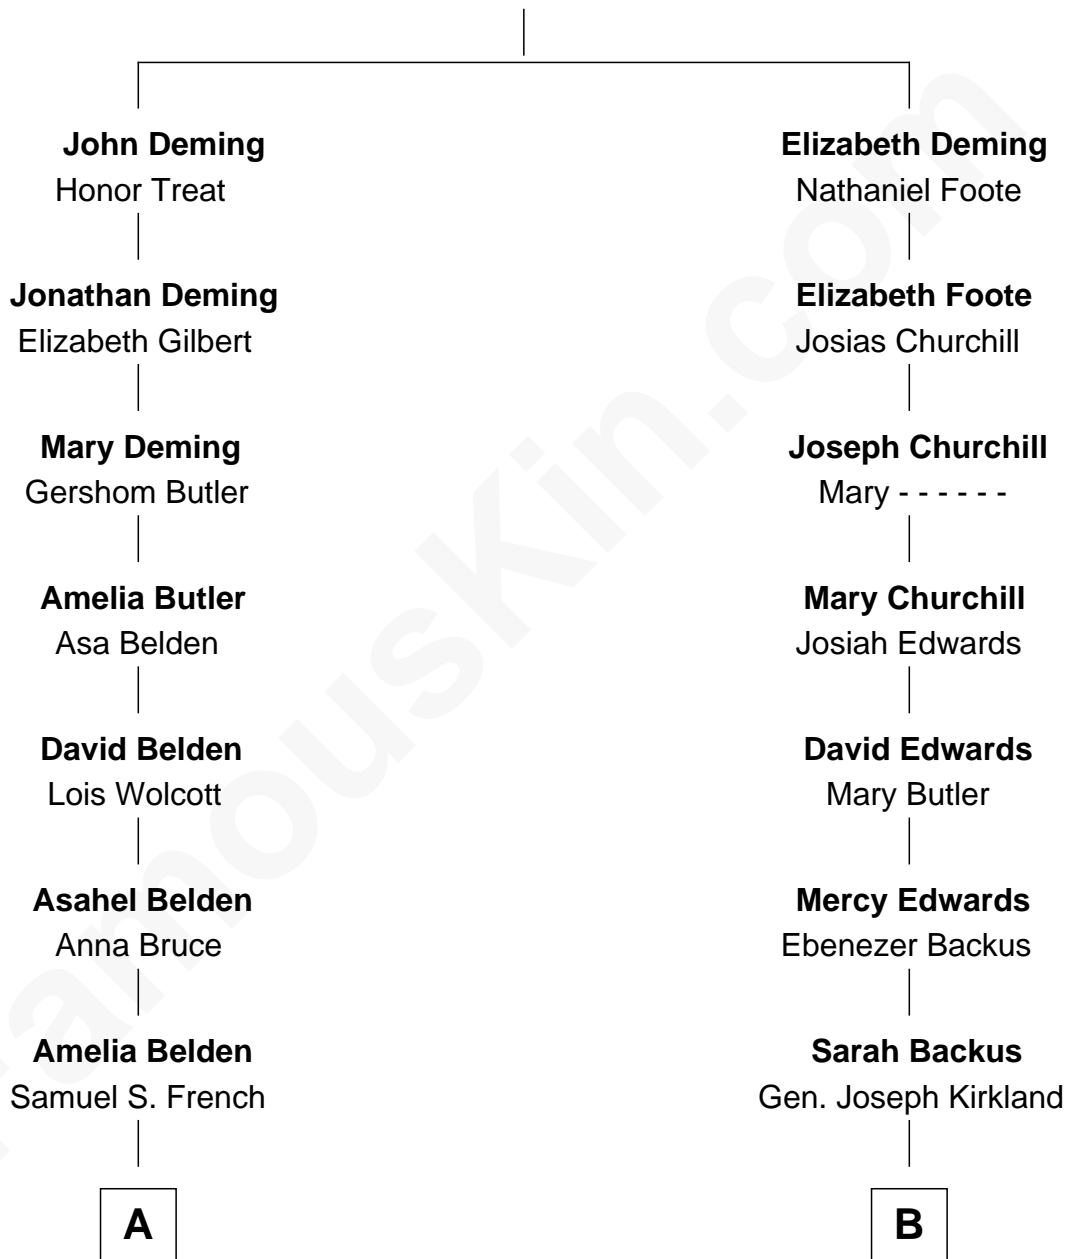 John Deming
Honor Treat
Elizabeth Deming
Nathaniel Foote
Jonathan Deming
Elizabeth Gilbert
Elizabeth Foote
Josias Churchill
Mary Deming
Gershom Butler
Joseph Churchill
Mary - - - - - -
Amelia Butler
Asa Belden
Mary Churchill
Josiah Edwards
David Belden
Lois Wolcott
David Edwards
Mary Butler
Asahel Belden
Anna Bruce
Mercy Edwards
Ebenezer Backus
Amelia Belden
Samuel S. French
Sarah Backus
Gen. Joseph Kirkland
A
B
FamousKin.com